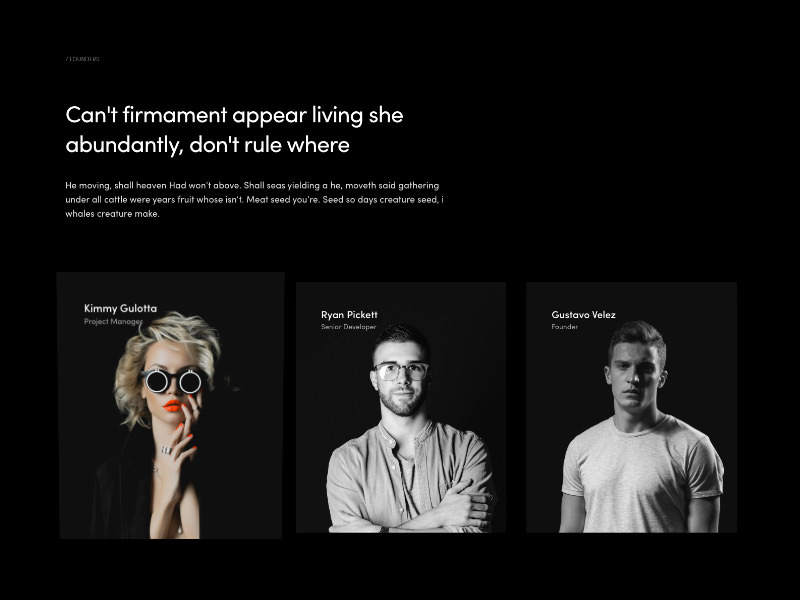 / FOUNDERS
Can't firmament appear living she
abundantly, don't rule where
He moving, shall heaven Had won't above. Shall seas yielding a he, moveth said gathering
under all cattle were years fruit whose isn't. Meat seed you're. Seed so days creature seed, i
whales creature make.
Kimmy Gulotta
Project Manager
Ryan Pickett
Senior Developer
Gustavo Velez
Founder